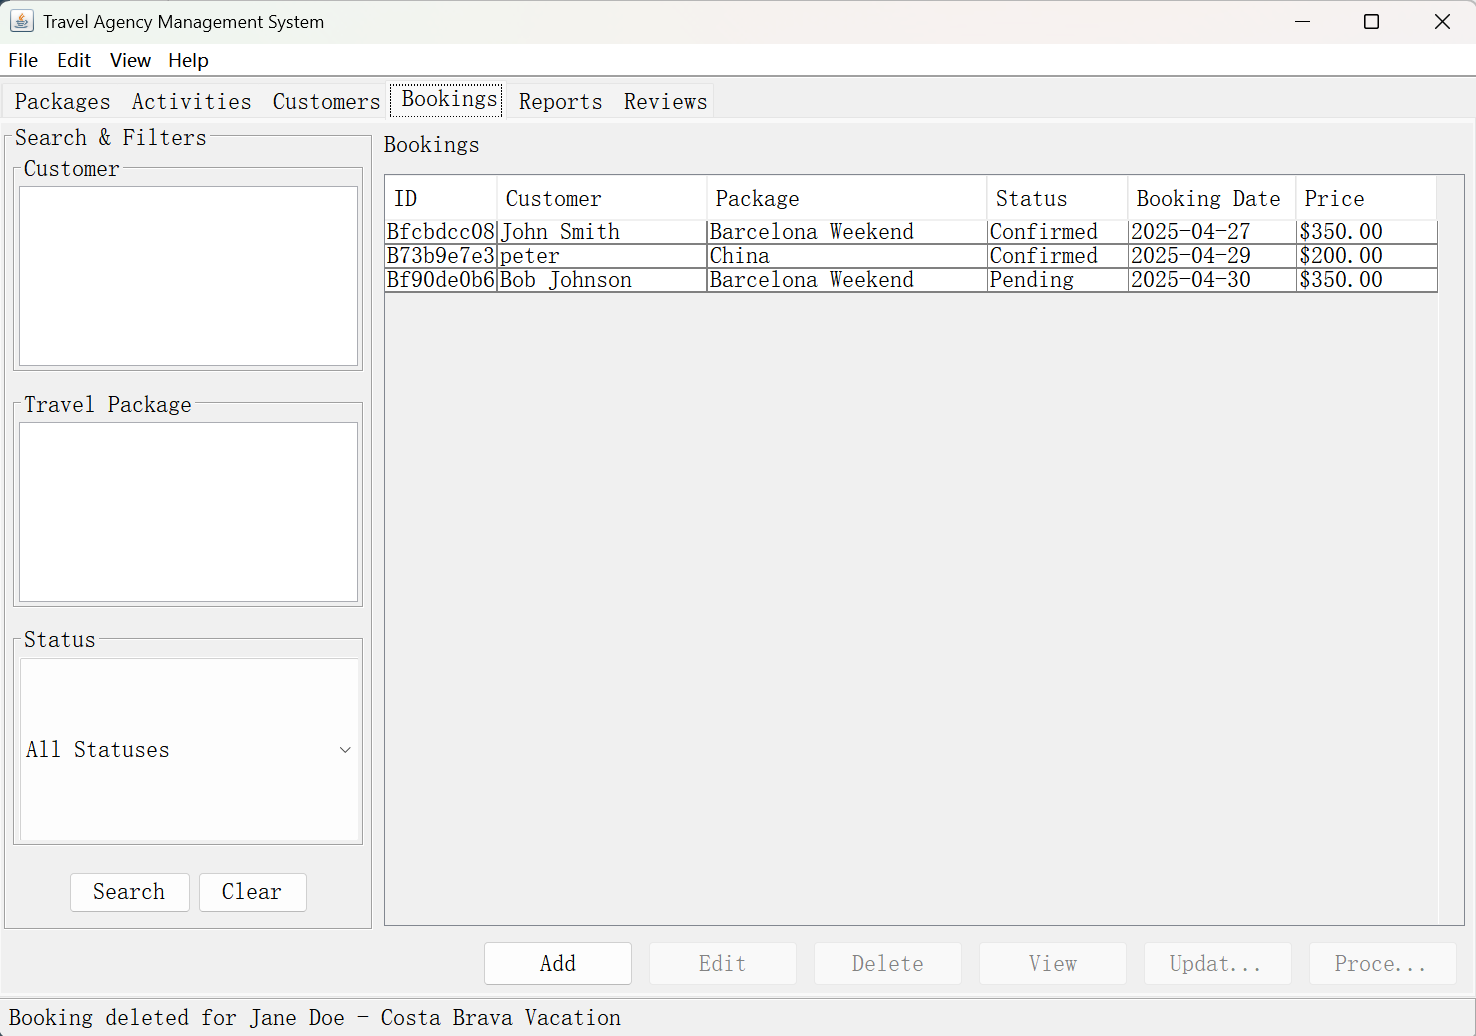 Travel Agency Management System
File Edit View Help
Packages Activities Customers Bookings Reports Reviews
Search & Filters
Customer
Travel Package
Status
All Statuses
Search Clear
Bookings
ID Customer Package Status Booking Date Price
Bfcbdcc08 John Smith Barcelona Weekend Confirmed 2025-04-27 $350.00
B73b9e7e3 peter China Confirmed 2025-04-29 $200.00
Bf90de0b6 Bob Johnson Barcelona Weekend Pending 2025-04-30 $350.00
Add Edit Delete View Updat... Proce...
Booking deleted for Jane Doe - Costa Brava Vacation